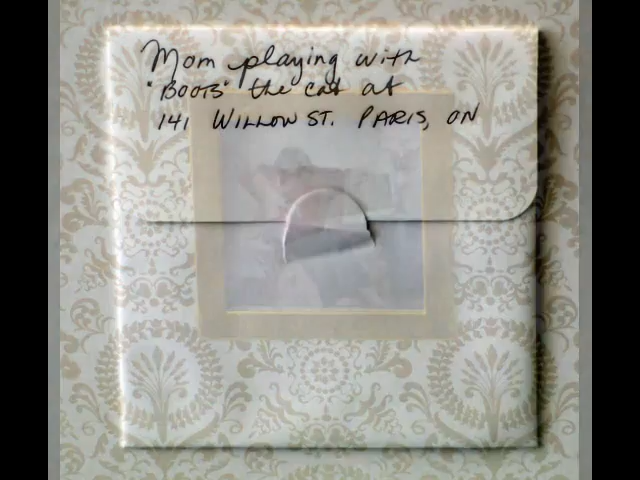 Mom playing with
"BOOTS" the cat at
141 WILLOW ST. PARIS, ON